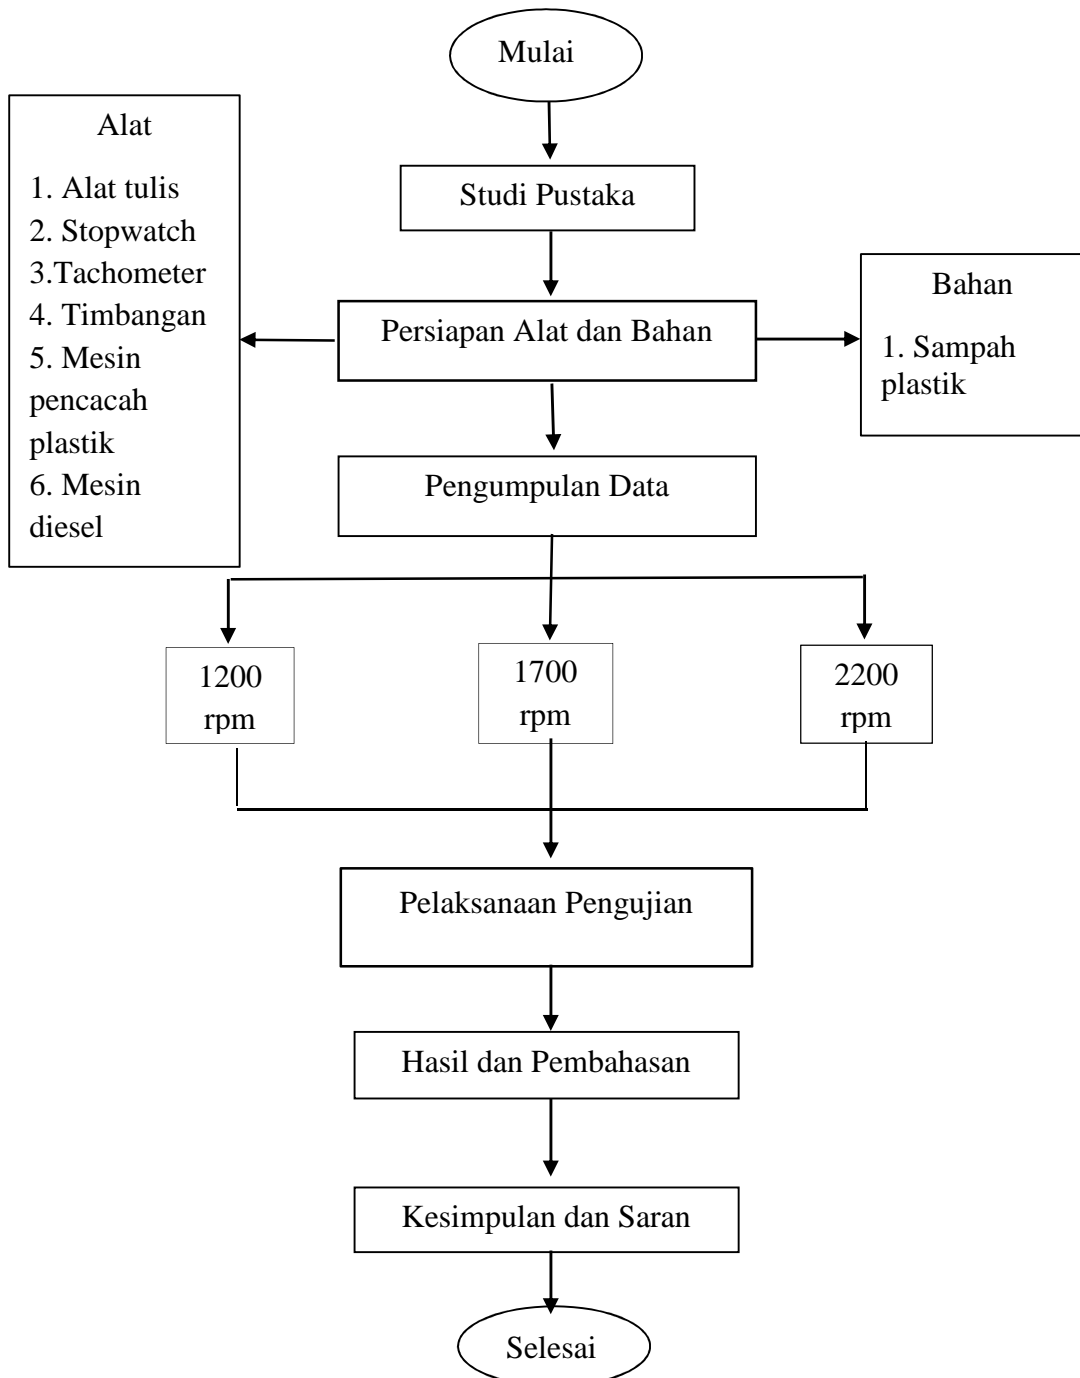 Mulai
Studi Pustaka
Persiapan Alat dan Bahan
Alat
1. Alat tulis
2. Stopwatch
3.Tachometer
4. Timbangan
5. Mesin
pencacah
plastik
6. Mesin
diesel
Bahan
1. Sampah
plastik
Pengumpulan Data
1200
rpm
1700
rpm
2200
rpm
Pelaksanaan Pengujian
Hasil dan Pembahasan
Kesimpulan dan Saran
Selesai